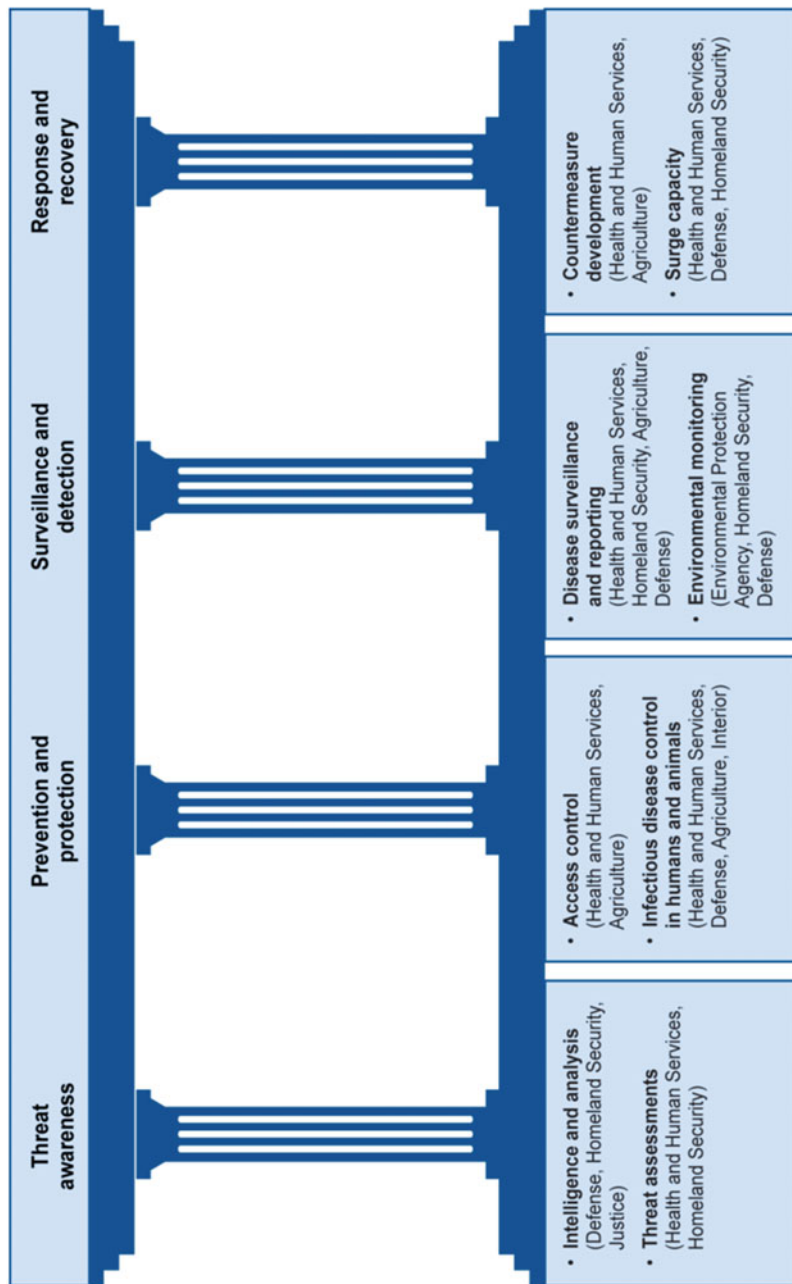 Threat
awareness
Prevention and
protection
Surveillance and
detection
Response and
recovery
• Intelligence and analysis
(Defense, Homeland Security,
Justice)
• Threat assessments
(Health and Human Services,
Homeland Security)
• Access control
(Health and Human Services,
Agriculture)
• Infectious disease control
in humans and animals
(Health and Human Services,
Defense, Agriculture, Interior)
• Disease surveillance
and reporting
(Health and Human Services,
Homeland Security, Agriculture,
Defense)
• Environmental monitoring
(Environmental Protection
Agency, Homeland Security,
Defense)
• Countermeasure
development
(Health and Human Services,
Agriculture)
• Surge capacity
(Health and Human Services,
Defense, Homeland Security)